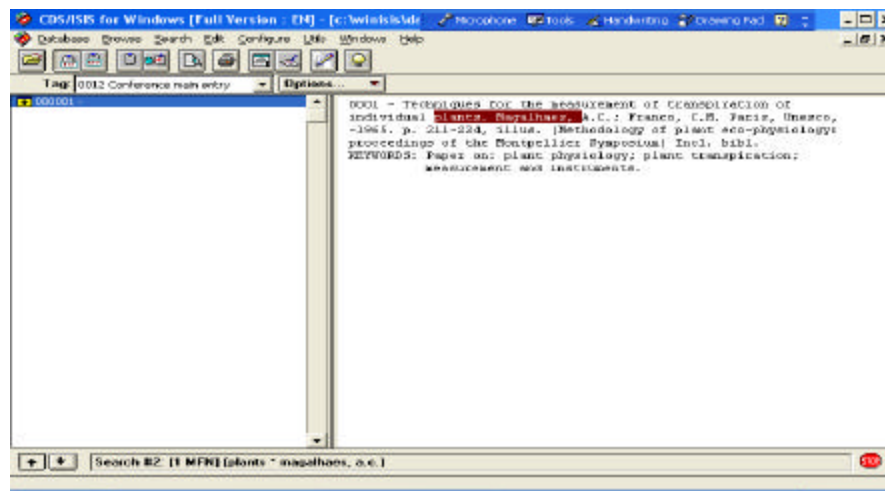 CDS/ISIS for Windows [Full Version : EN] - [c:\winisis\da Microphone Tools Handwriting Drawing Pad
Database Browse Search Edit Configure Utils Windows Help
Tag: 0012 Conference main entry Options...
000001 -
0001 - Techniques for the measurement of transpiration of
individual plants. Magalhaes, A.C.; Franco, C.M. Paris, Unesco,
-1965. p. 211-224, illus. (Methodology of plant eco-physiology:
proceedings of the Montpellier Symposium) Incl. bibl.
KEYWORDS: Paper on: plant physiology; plant transpiration;
measurement and instruments.
Search #2: [1 MFN] (plants * magalhaes, a.c.)
STOP